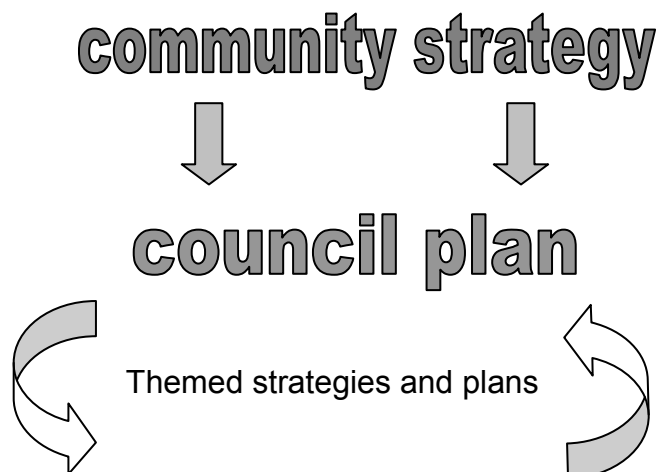 community strategy
council plan
Themed strategies and plans